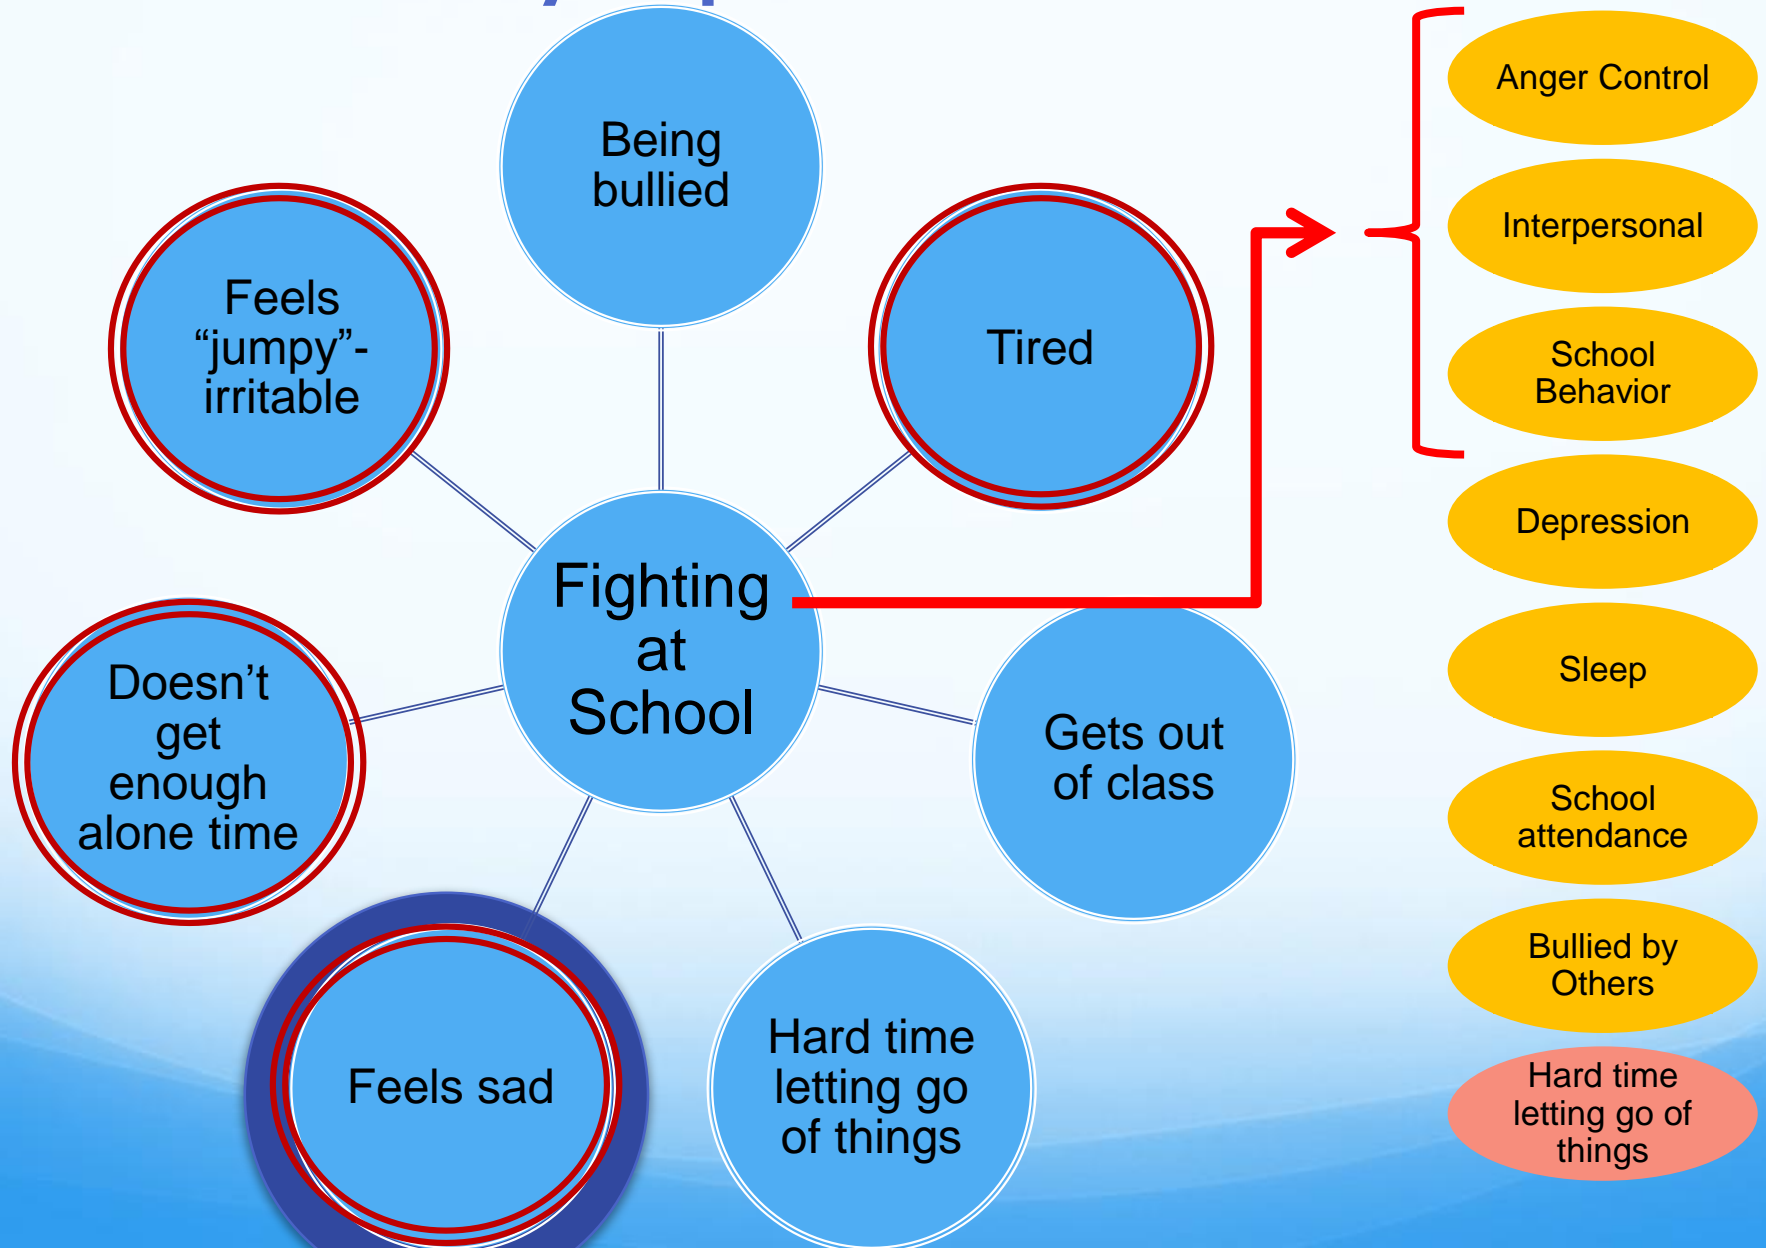 Being
bullied
Feels
“jumpy”-
irritable
Tired
Fighting
at
School
Doesn’t
get
enough
alone time
Gets out
of class
Feels sad
Hard time
letting go
of things
Anger Control
Interpersonal
School
Behavior
Depression
Sleep
School
attendance
Bullied by
Others
Hard time
letting go of
things